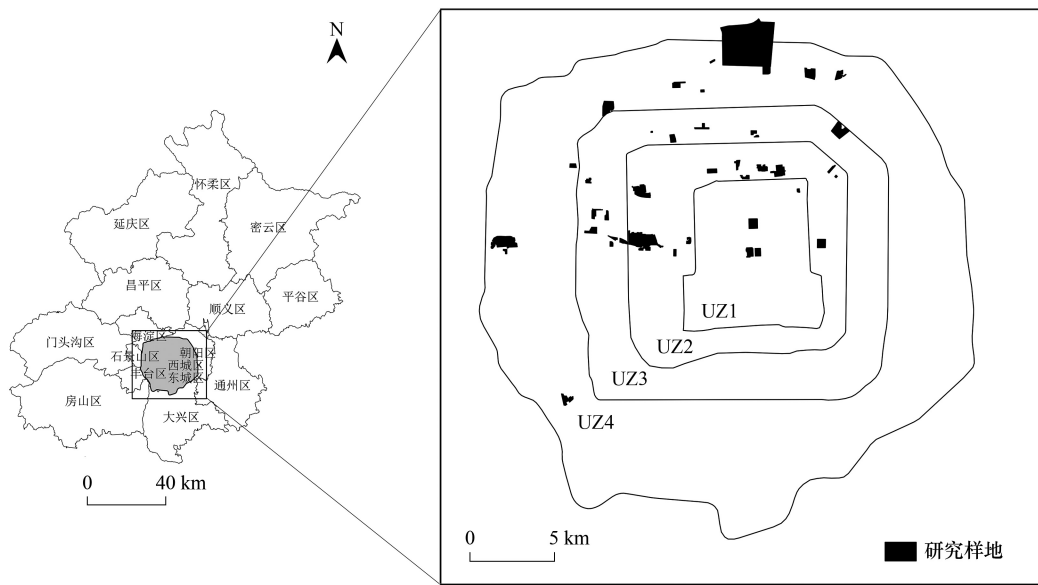 N
怀柔区
延庆区
密云区
昌平区
平谷区
顺义区
海淀区
门头沟区
石景山区
朝阳区
西城区
丰台区
东城区
通州区
房山区
大兴区
0 40 km
UZ1
UZ2
UZ3
UZ4
0 5 km
研究样地